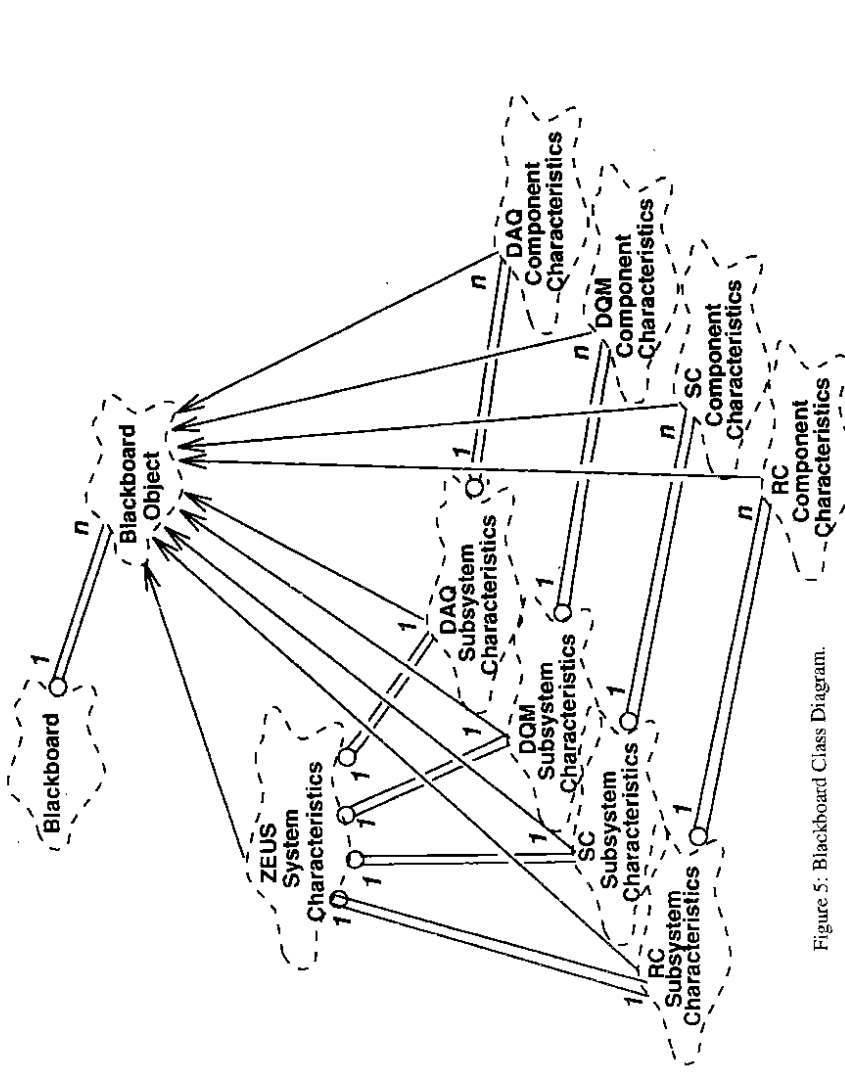 Blackboard
1
n
Blackboard
Object
ZEUS
System
Characteristics
1
1
1
1
1
1
1
1
DAQ
Subsystem
Characteristics
DQM
Subsystem
Characteristics
SC
Subsystem
Characteristics
RC
Subsystem
Characteristics
1
1
1
1
n
n
n
n
DAQ
Component
Characteristics
DQM
Component
Characteristics
SC
Component
Characteristics
RC
Component
Characteristics
Figure 5: Blackboard Class Diagram.